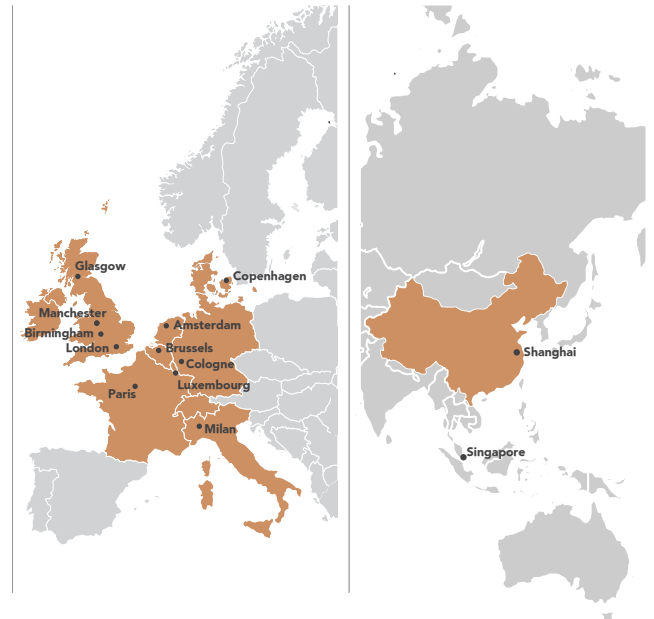 Glasgow
Copenhagen
Manchester
Amsterdam
Birmingham
London
Brussels
Cologne
Luxembourg
Paris
Milan
Shanghai
Singapore